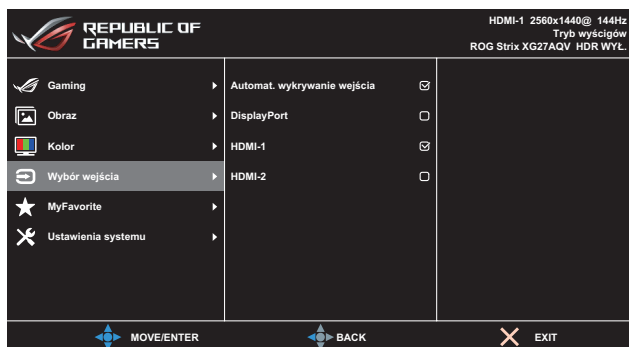 REPUBLIC OF
GAMERS
HDMI-1 2560x1440@ 144Hz
Tryb wyścigów
ROG Strix XG27AQV HDR WYŁ.
Gaming
Obraz
Kolor
Wybór wejścia
MyFavorite
Ustawienia systemu
Automat. wykrywanie wejścia
DisplayPort
HDMI-1
HDMI-2
MOVE/ENTER
BACK
EXIT